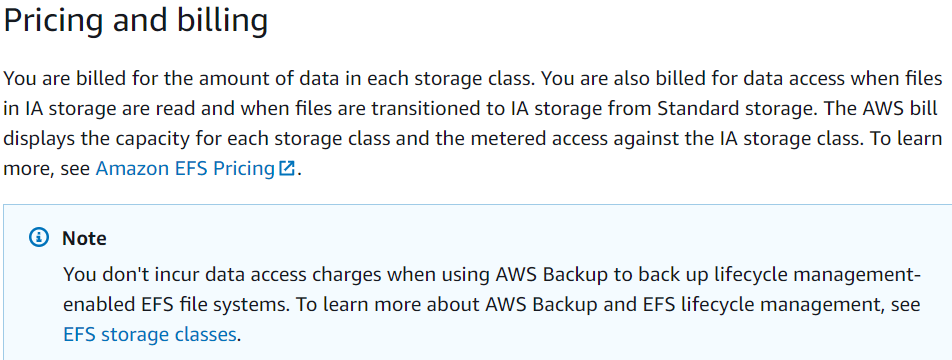 Pricing and billing
You are billed for the amount of data in each storage class. You are also billed for data access when files
in IA storage are read and when files are transitioned to IA storage from Standard storage. The AWS bill
displays the capacity for each storage class and the metered access against the IA storage class. To learn
more, see Amazon EFS Pricing.
Note
You don't incur data access charges when using AWS Backup to back up lifecycle management-
enabled EFS file systems. To learn more about AWS Backup and EFS lifecycle management, see
EFS storage classes.